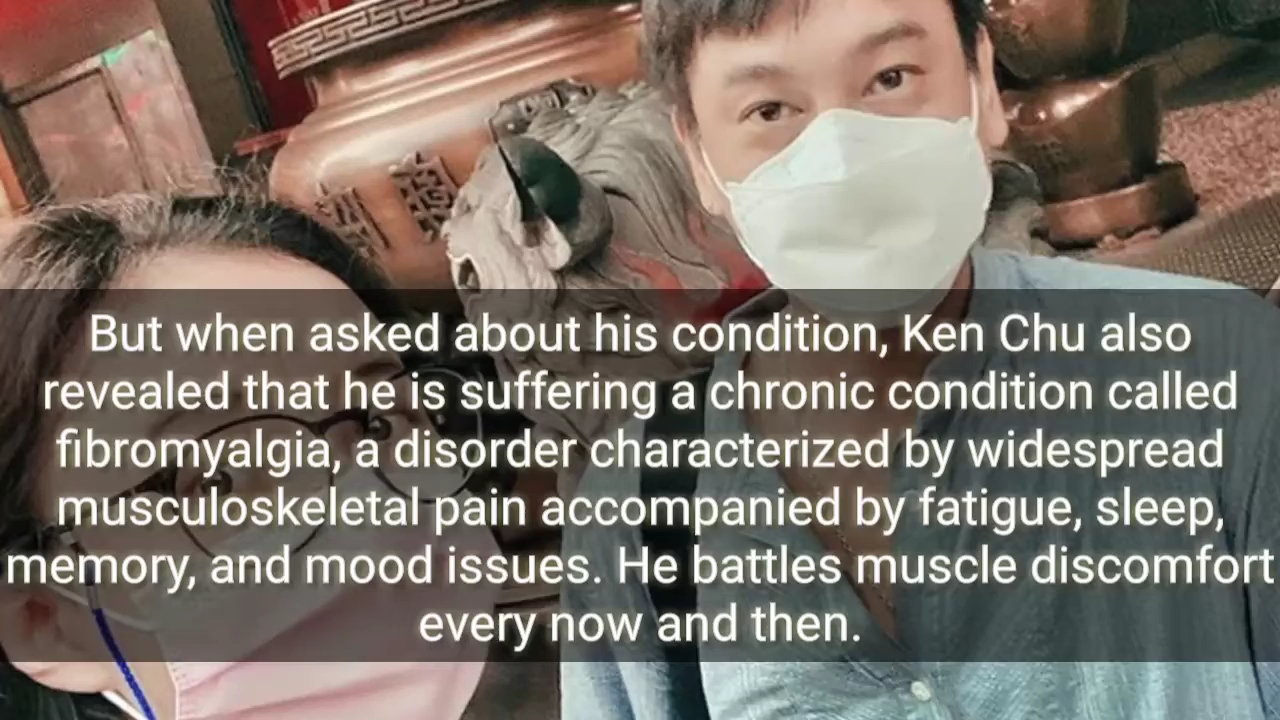 But when asked about his condition, Ken Chu also
revealed that he is suffering a chronic condition called
fibromyalgia, a disorder characterized by widespread
musculoskeletal pain accompanied by fatigue, sleep,
memory, and mood issues. He battles muscle discomfort
every now and then.